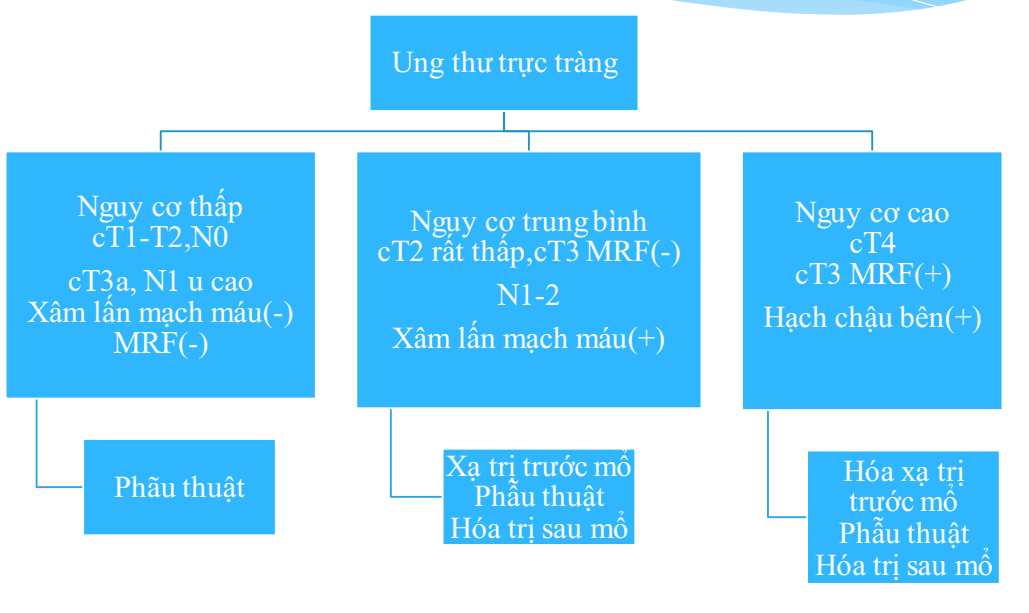 Ung thư trực tràng
Nguy cơ thấp
cT1-T2,N0
cT3a, N1 u cao
Xâm lấn mạch máu(-)
MRF(-)
Phãu thuật
Nguy cơ trung bình
cT2 rất thấp,cT3 MRF(-)
N1-2
Xâm lấn mạch máu(+)
Xạ trị trước mổ
Phẫu thuật
Hóa trị sau mổ
Nguy cơ cao
cT4
cT3 MRF(+)
Hạch chậu bên(+)
Hóa xạ trị
trước mổ
Phẫu thuật
Hóa trị sau mổ